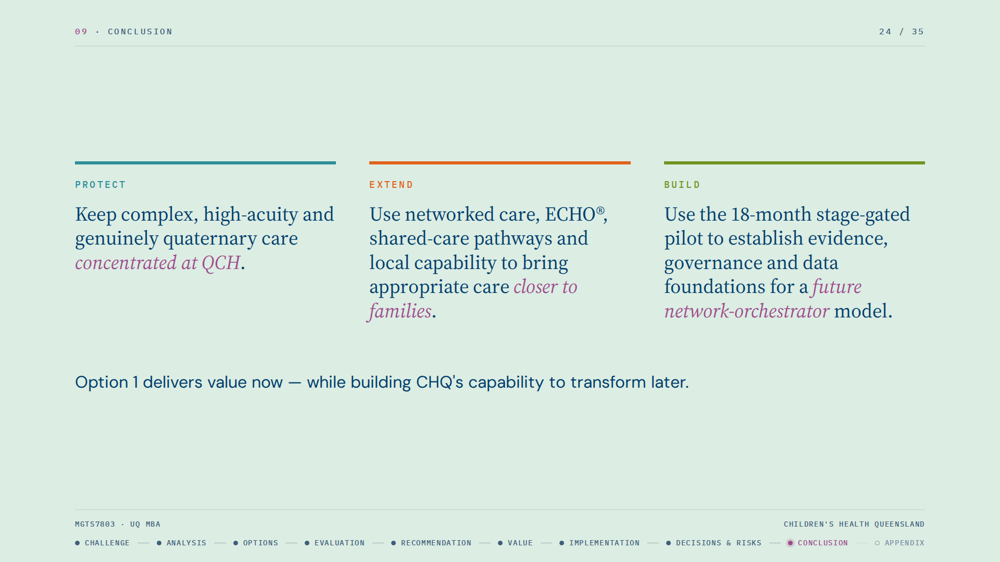 09 · CONCLUSION
24 / 35
PROTECT
Keep complex, high-acuity and
genuinely quaternary care
concentrated at QCH.
EXTEND
Use networked care, ECHO®,
shared-care pathways and
local capability to bring
appropriate care closer to
families.
BUILD
Use the 18-month stage-gated
pilot to establish evidence,
governance and data
foundations for a future
network-orchestrator model.
Option 1 delivers value now — while building CHQ's capability to transform later.
MGTS7803 · UQ MBA
CHILDREN'S HEALTH QUEENSLAND
CHALLENGE ANALYSIS OPTIONS EVALUATION RECOMMENDATION VALUE IMPLEMENTATION DECISIONS & RISKS CONCLUSION APPENDIX